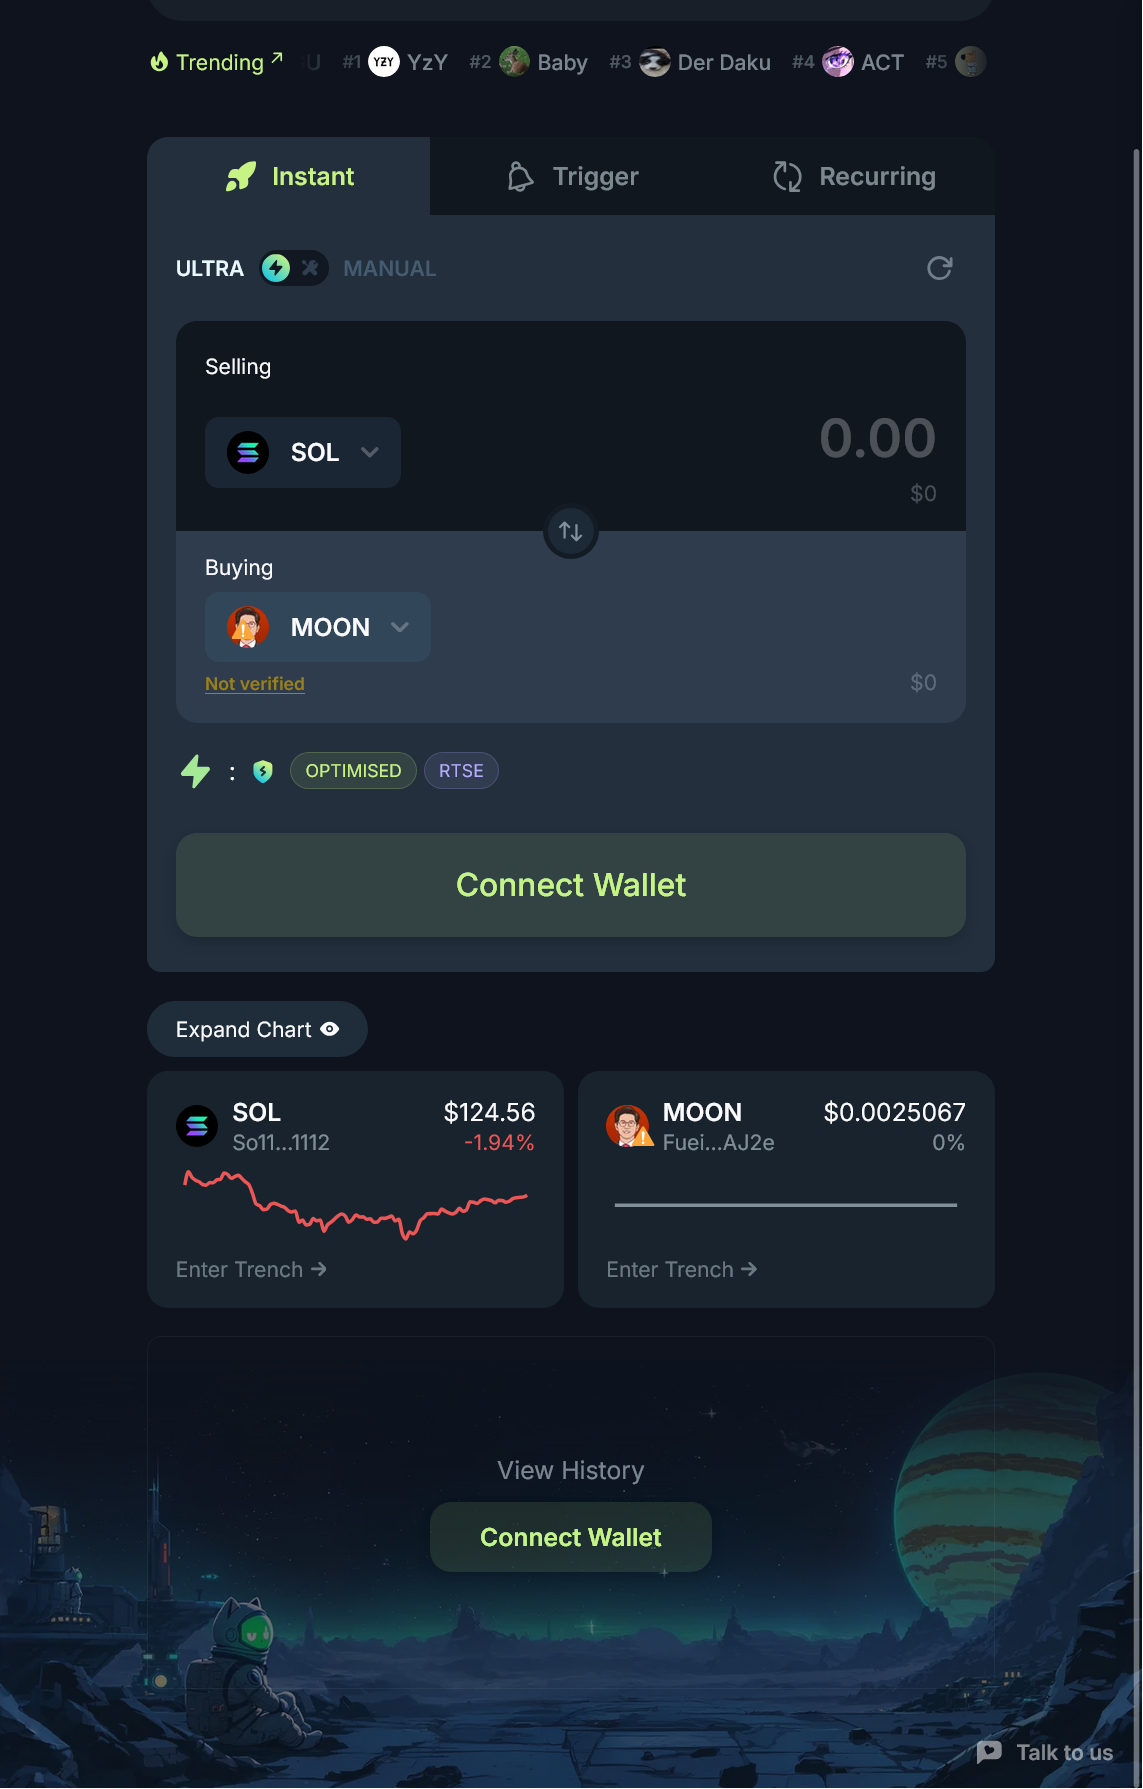 Trending
#1 YZY YzY #2 Baby #3 Der Daku #4 ACT #5
Instant
Trigger
Recurring
ULTRA
MANUAL
Selling
SOL
0.00
$0
Buying
MOON
Not verified
$0
:
OPTIMISED
RTSE
Connect Wallet
Expand Chart
SOL
$124.56
So11...1112
-1.94%
Enter Trench
MOON
$0.0025067
Fuei...AJ2e
0%
Enter Trench
View History
Connect Wallet
Talk to us